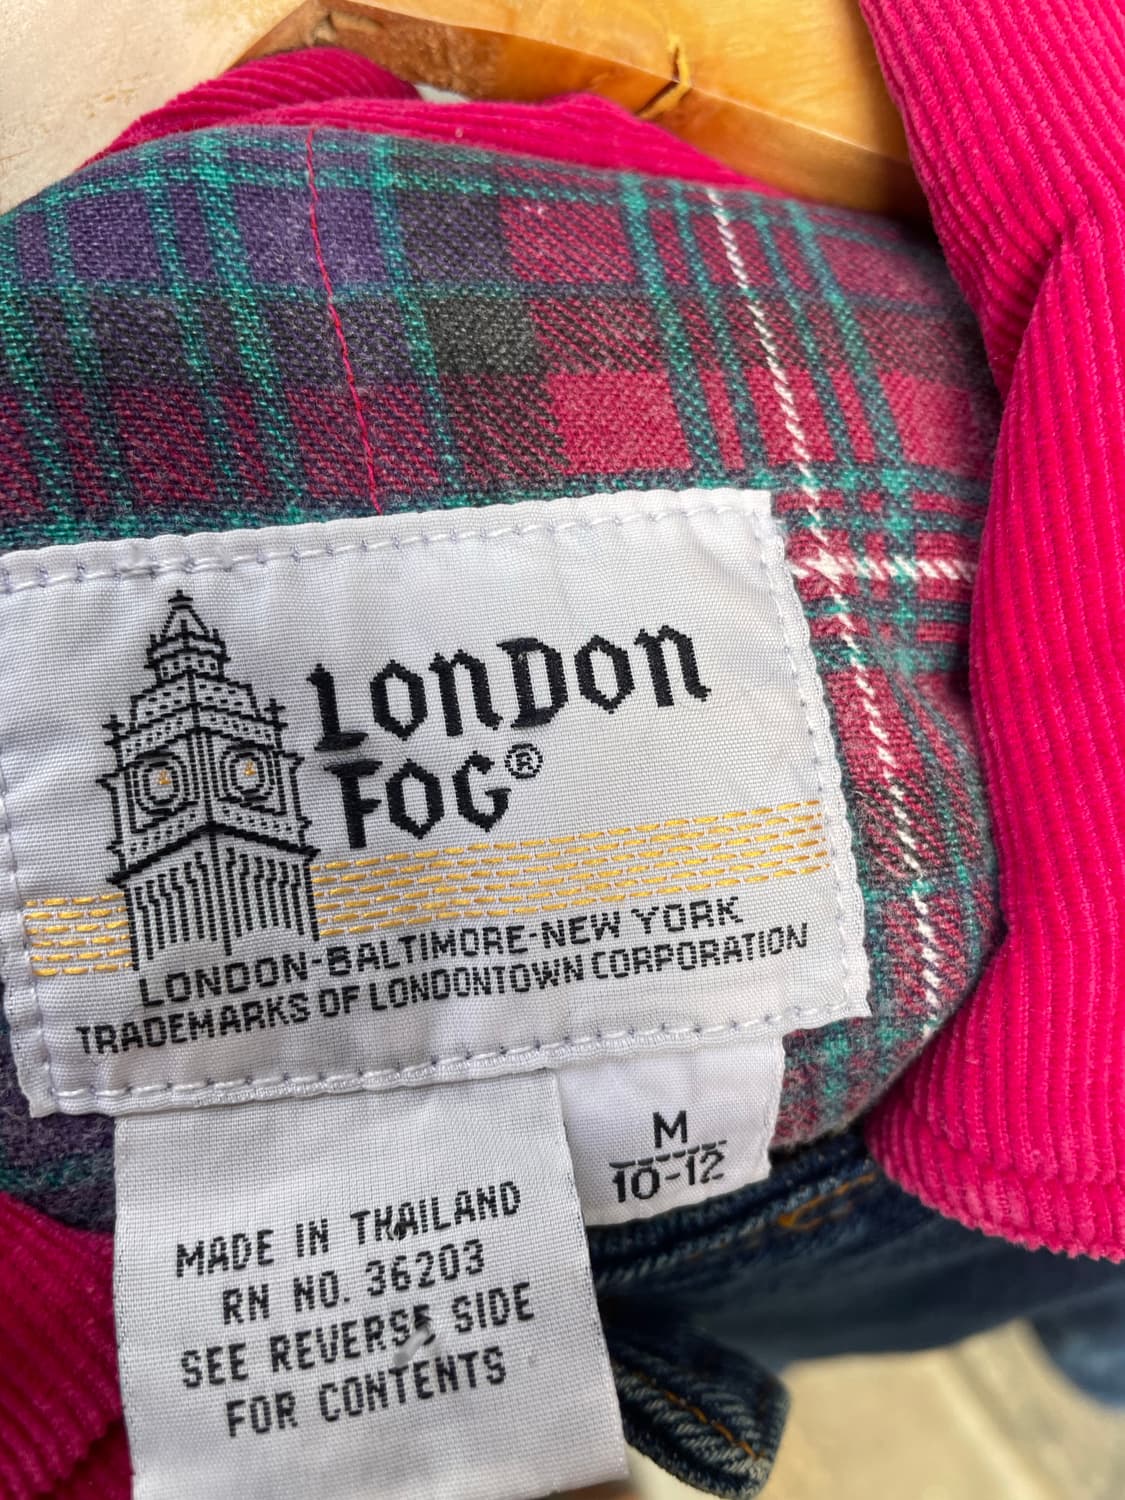 London
Fog®
LONDON-BALTIMORE-NEW YORK
TRADEMARKS OF LONDONTOWN CORPORATION
M
10-12
MADE IN THAILAND
RN NO. 36203
SEE REVERSE SIDE
FOR CONTENTS